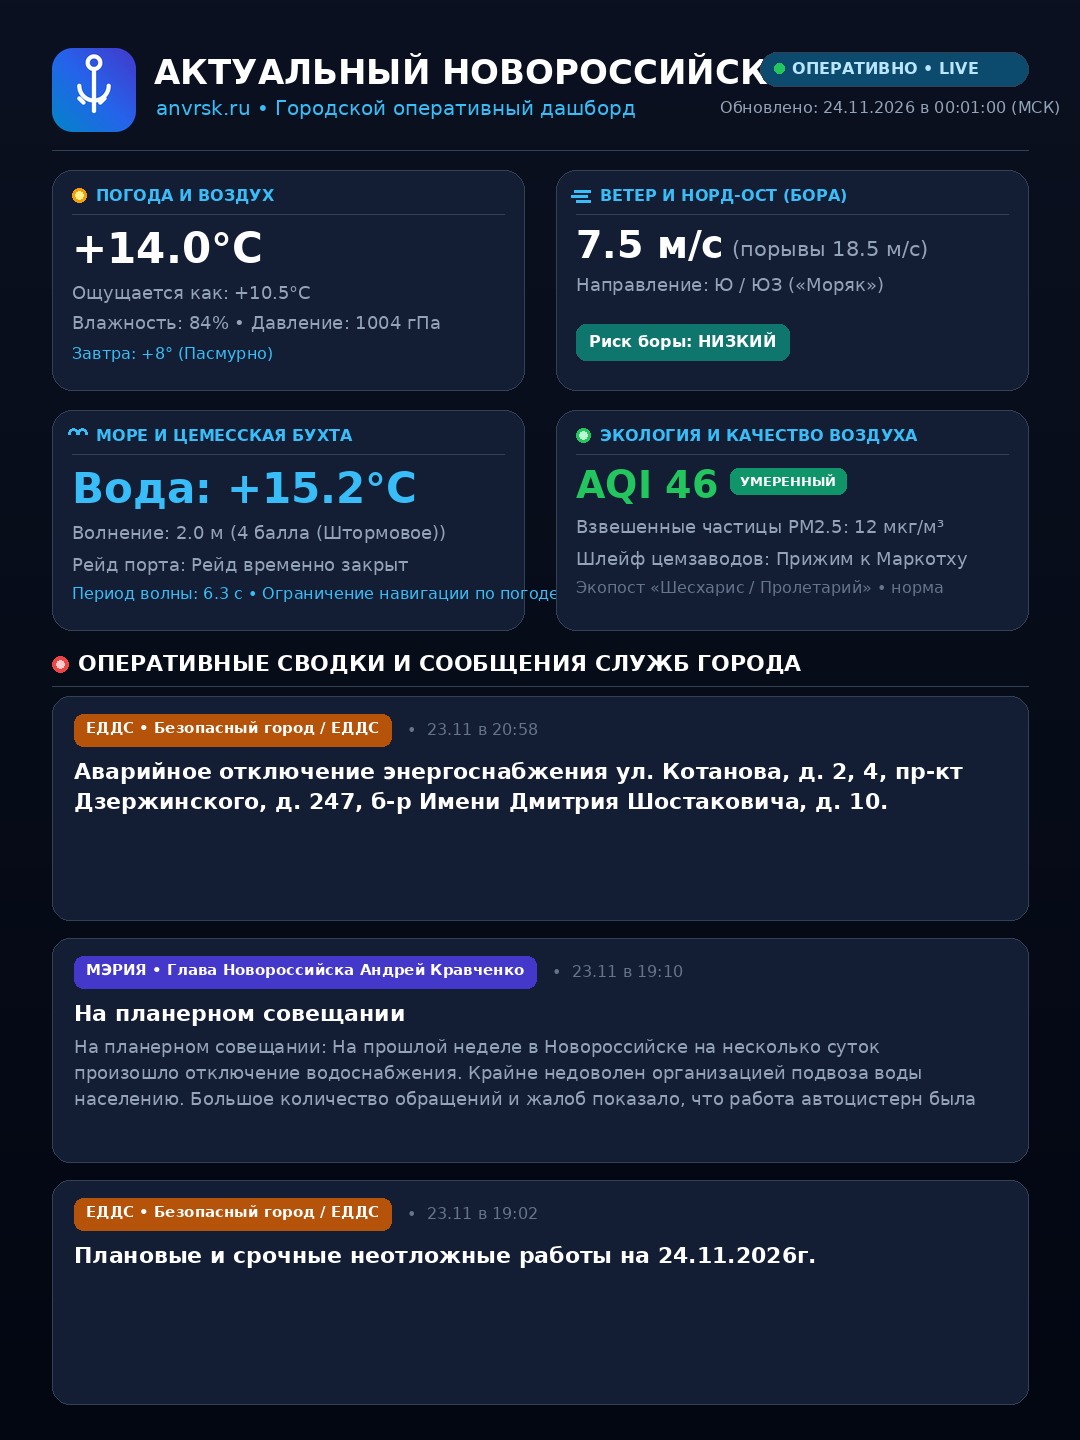 АКТУАЛЬНЫЙ НОВОРОССИЙСК
ОПЕРАТИВНО • LIVE
anvrsk.ru • Городской оперативный дашборд
Обновлено: 24.11.2026 в 00:01:00 (МСК)
ПОГОДА И ВОЗДУХ
+14.0°C
Ощущается как: +10.5°C
Влажность: 84% • Давление: 1004 гПа
Завтра: +8° (Пасмурно)
ВЕТЕР И НОРД-ОСТ (БОРА)
7.5 м/с (порывы 18.5 м/с)
Направление: Ю / ЮЗ («Моряк»)
Риск боры: НИЗКИЙ
МОРЕ И ЦЕМЕССКАЯ БУХТА
Вода: +15.2°C
Волнение: 2.0 м (4 балла (Штормовое))
Рейд порта: Рейд временно закрыт
Период волны: 6.3 с • Ограничение навигации по погоде
ЭКОЛОГИЯ И КАЧЕСТВО ВОЗДУХА
AQI 46 УМЕРЕННЫЙ
Взвешенные частицы PM2.5: 12 мкг/м³
Шлейф цемзаводов: Прижим к Маркотху
Экопост «Шесхарис / Пролетарий» • норма
ОПЕРАТИВНЫЕ СВОДКИ И СООБЩЕНИЯ СЛУЖБ ГОРОДА
ЕДДС • Безопасный город / ЕДДС • 23.11 в 20:58
Аварийное отключение энергоснабжения ул. Котанова, д. 2, 4, пр-кт
Дзержинского, д. 247, б-р Имени Дмитрия Шостаковича, д. 10.
МЭРИЯ • Глава Новороссийска Андрей Кравченко • 23.11 в 19:10
На планерном совещании
На планерном совещании: На прошлой неделе в Новороссийске на несколько суток
произошло отключение водоснабжения. Крайне недоволен организацией подвоза воды
населению. Большое количество обращений и жалоб показало, что работа автоцистерн была
ЕДДС • Безопасный город / ЕДДС • 23.11 в 19:02
Плановые и срочные неотложные работы на 24.11.2026г.